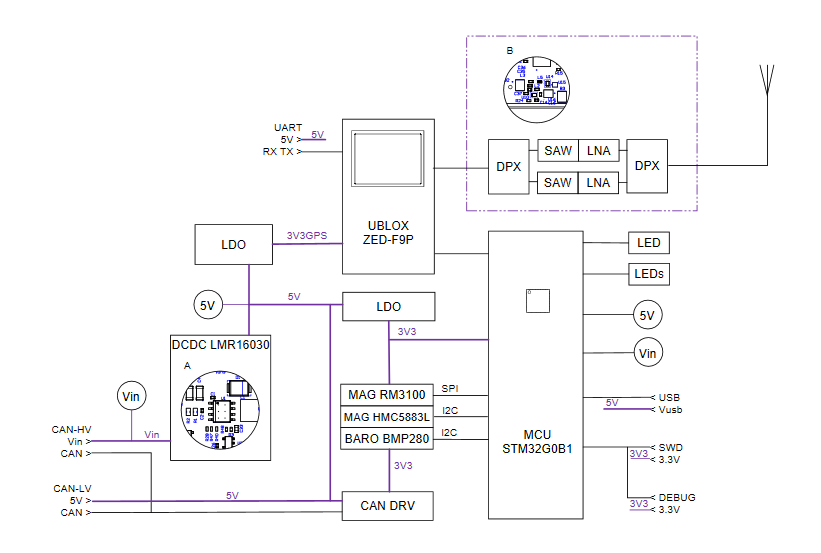 B
UART
5V
5V
RX TX
DPX
SAW
LNA
DPX
SAW
LNA
UBLOX
ZED-F9P
LDO
3V3GPS
LED
LEDs
5V
5V
LDO
5V
3V3
DCDC LMR16030
A
Vin
Vin
MAG RM3100
SPI
MAG HMC5883L
I2C
BARO BMP280
I2C
MCU
STM32G0B1
USB
5V
Vusb
CAN-HV
Vin
Vin
CAN
SWD
3V3
3.3V
3V3
CAN-LV
5V
5V
CAN
CAN DRV
DEBUG
3V3
3.3V